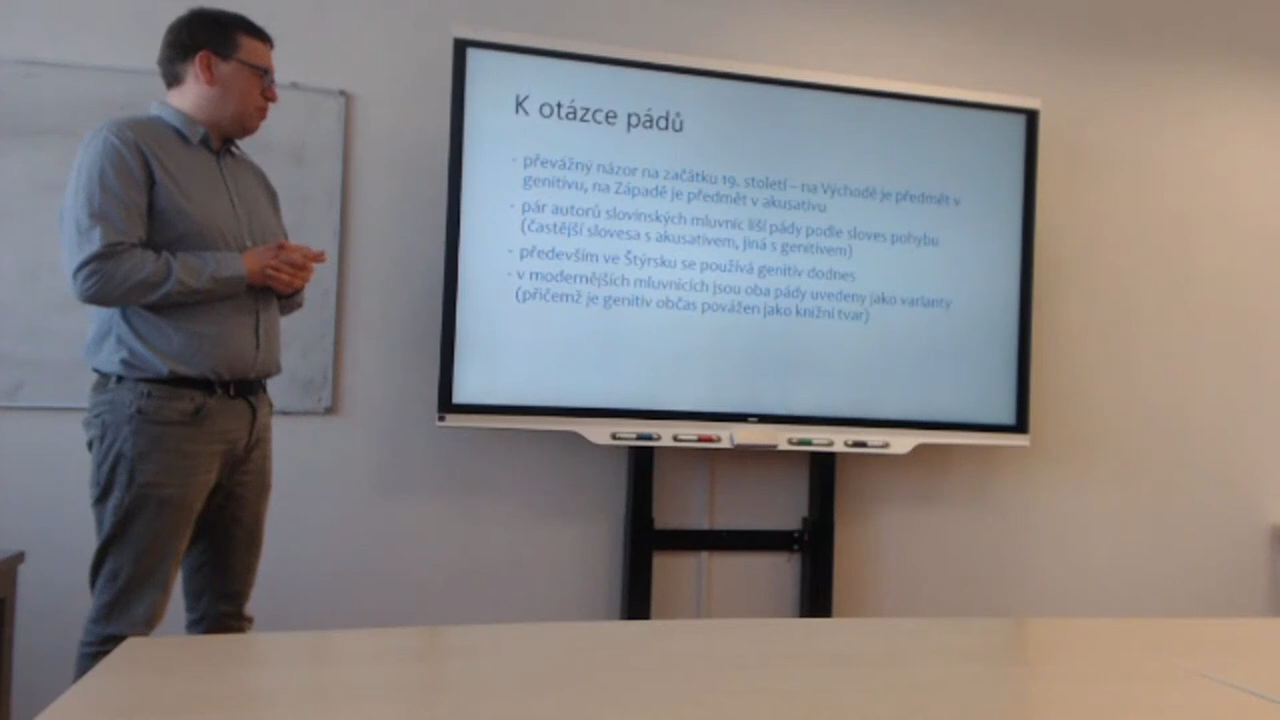 K otázce pádů
- převážný názor na začátku 19. století – na Východě je předmět v
genitivu, na Západě je předmět v akusativu
- pár autorů slovinských mluvnic liší pády podle sloves pohybu
(častější slovesa s akusativem, jiná s genitivem)
- především ve Štýrsku se používá genitiv dodnes
- v modernějších mluvnicích jsou oba pády uvedeny jako varianty
(přičemž je genitiv občas povážen jako knižní tvar)